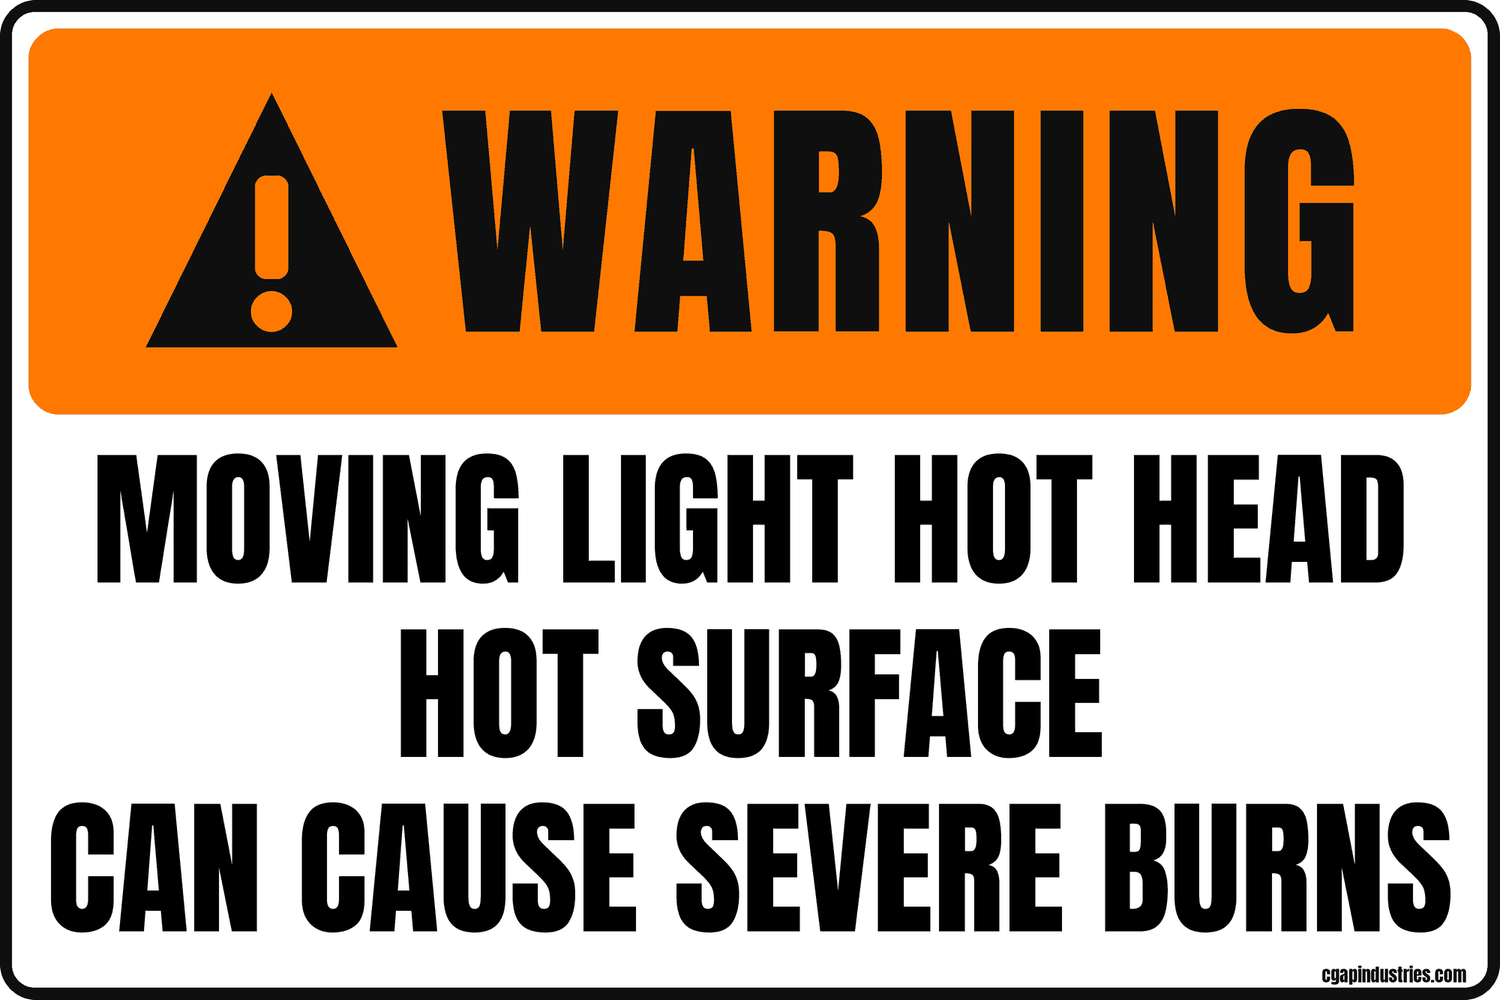 WARNING
MOVING LIGHT HOT HEAD
HOT SURFACE
CAN CAUSE SEVERE BURNS
cgapindustries.com